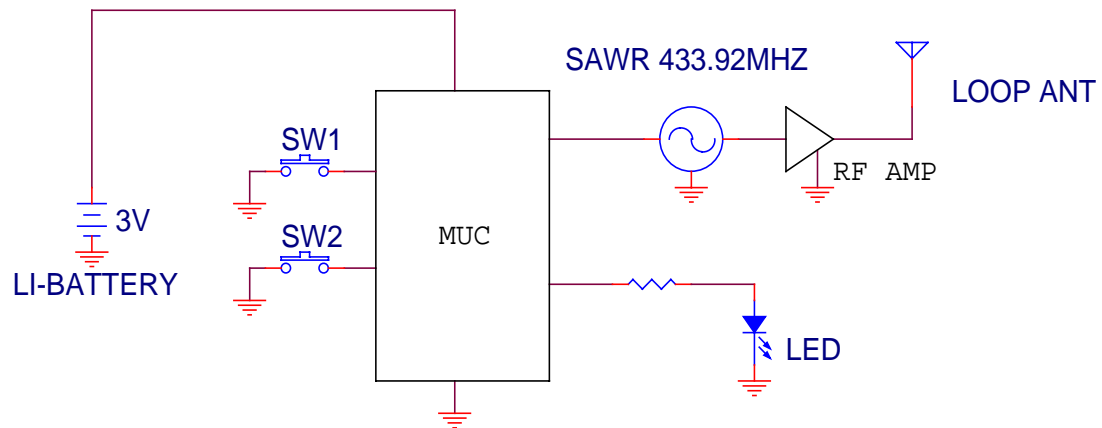 SAWR 433.92MHZ
LOOP ANT
SW1
RF AMP
3V
SW2
MUC
LI-BATTERY
LED